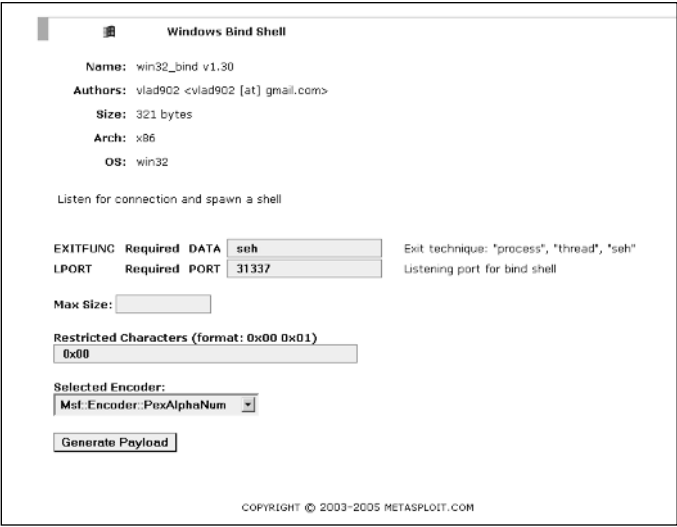 Windows Bind Shell
Name: win32_bind v1.30
Authors: vlad902 <vlad902 [at] gmail.com>
Size: 321 bytes
Arch: x86
OS: win32
Listen for connection and spawn a shell
EXITFUNC Required DATA seh Exit technique: "process", "thread", "seh"
LPORT Required PORT 31337 Listening port for bind shell
Max Size:
Restricted Characters (format: 0x00 0x01)
0x00
Selected Encoder:
Msf::Encoder::PexAlphaNum
Generate Payload
COPYRIGHT © 2003-2005 METASPLOIT.COM